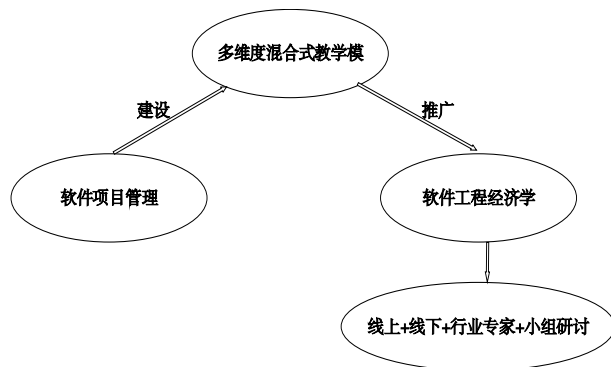 多维度混合式教学模
建设
推广
软件项目管理
软件工程经济学
线上+线下+行业专家+小组研讨